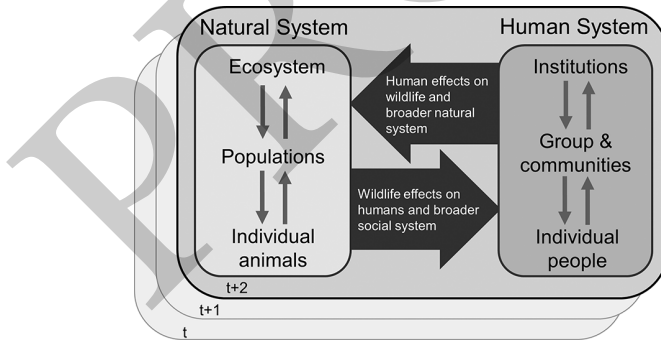 Natural System
Human System
Ecosystem
Populations
Individual
animals
Human effects on
wildlife and
broader natural
system
Wildlife effects on
humans and broader
social system
Institutions
Group &
communities
Individual
people
t+2
t+1
t